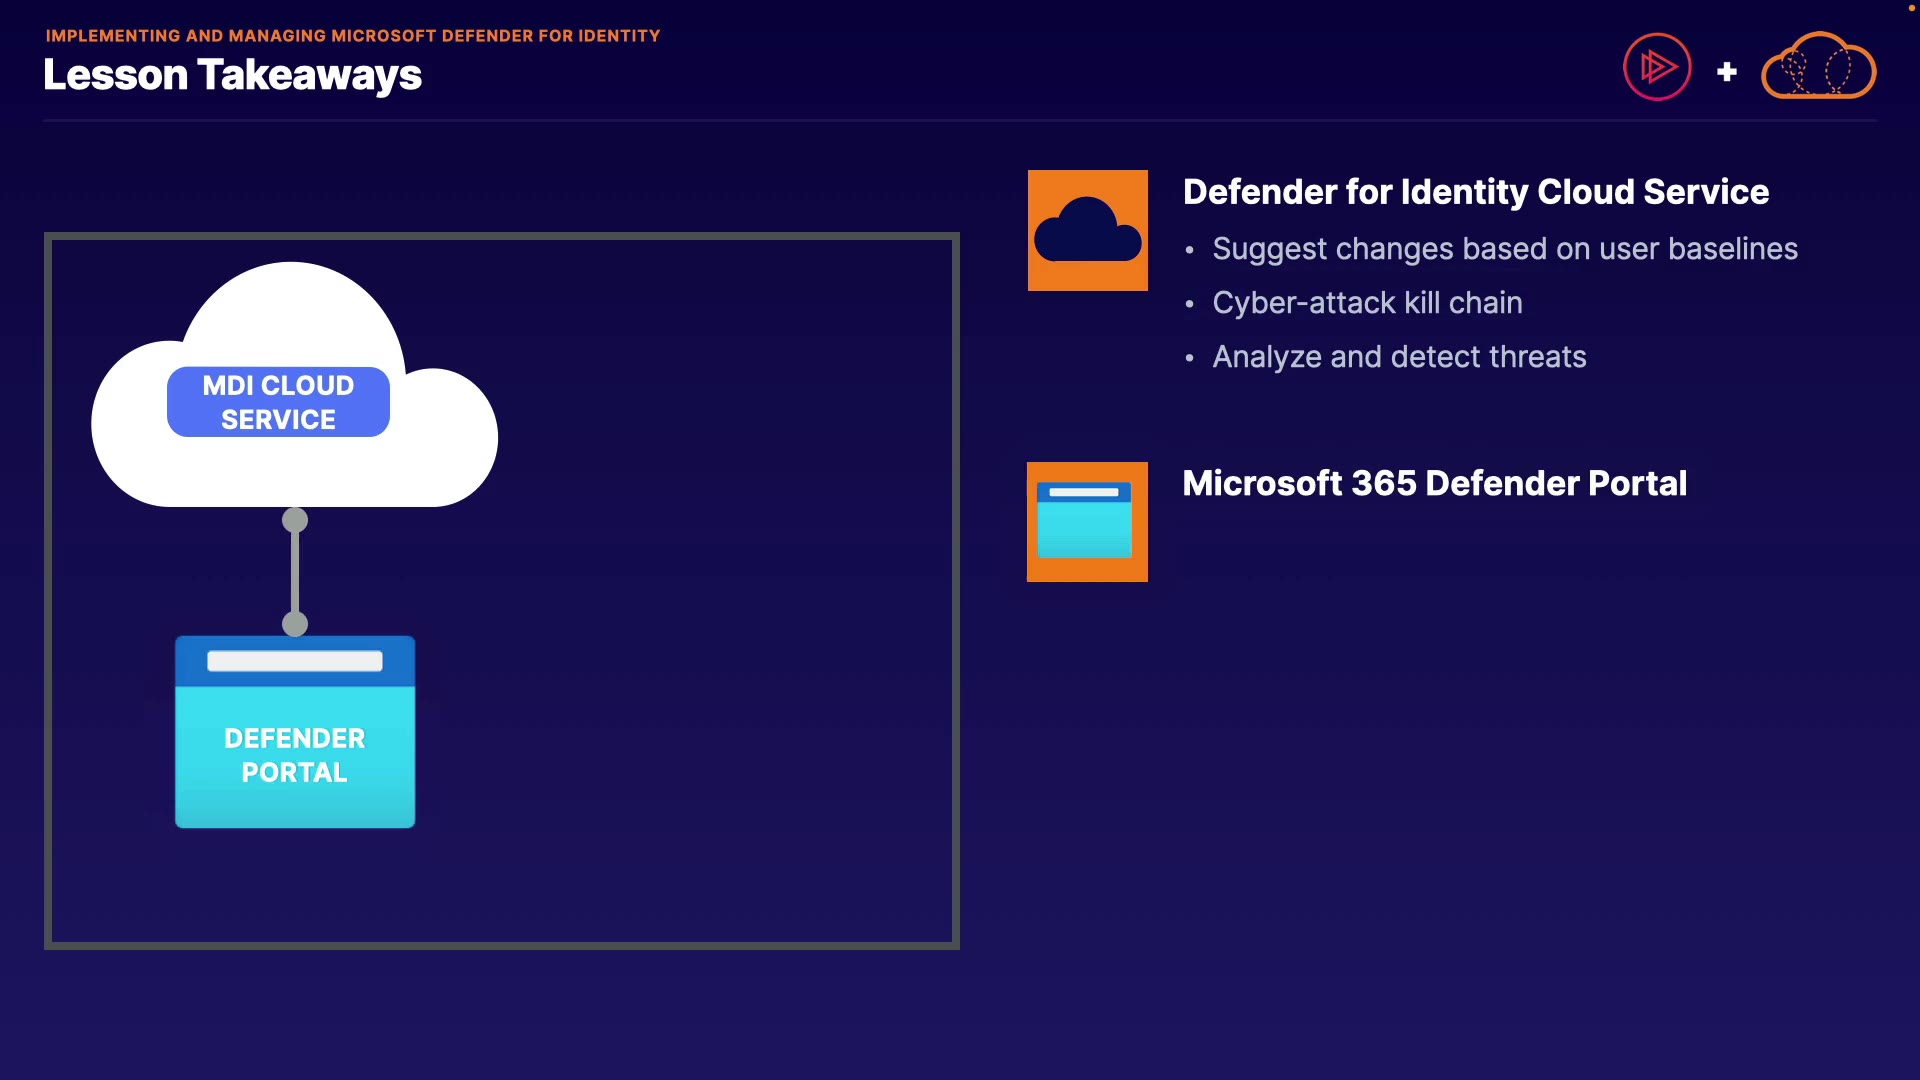 IMPLEMENTING AND MANAGING MICROSOFT DEFENDER FOR IDENTITY
Lesson Takeaways
MDI CLOUD
SERVICE
DEFENDER
PORTAL
Defender for Identity Cloud Service
• Suggest changes based on user baselines
• Cyber-attack kill chain
• Analyze and detect threats
Microsoft 365 Defender Portal